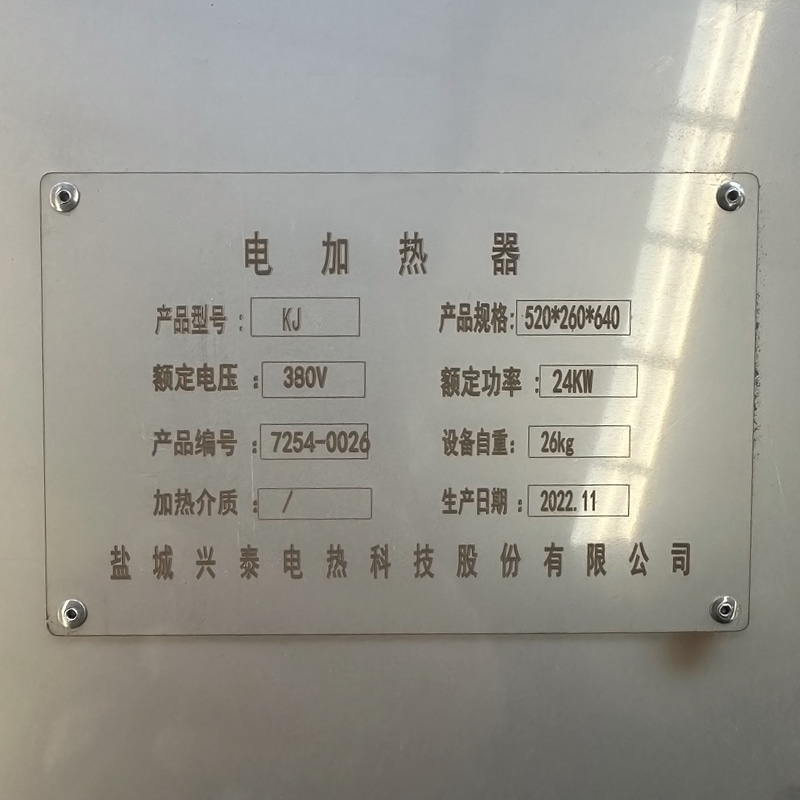 电加热器
产品型号： KJ 产品规格： 520*260*640
额定电压： 380V 额定功率： 24KW
产品编号： 7254-0026 设备自重： 26kg
加热介质： / 生产日期： 2022.11
盐城兴泰电热科技股份有限公司